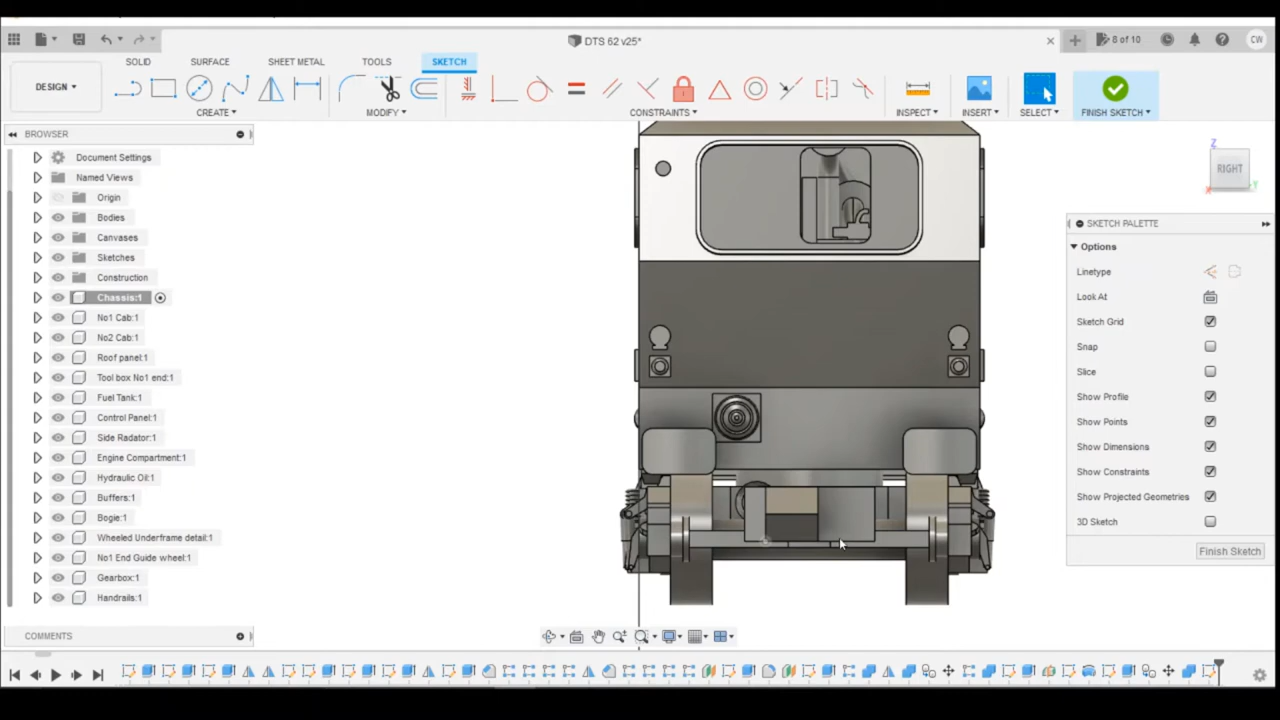 DTS 62 v25*
8 of 10
CW
DESIGN
SOLID
SURFACE
SHEET METAL
TOOLS
SKETCH
CREATE
MODIFY
CONSTRAINTS
INSPECT
INSERT
SELECT
FINISH SKETCH
BROWSER
Document Settings
Named Views
Origin
Bodies
Canvases
Sketches
Construction
Chassis:1
No1 Cab:1
No2 Cab:1
Roof panel:1
Tool box No1 end:1
Fuel Tank:1
Control Panel:1
Side Radator:1
Engine Compartment:1
Hydraulic Oil:1
Buffers:1
Bogie:1
Wheeled Underframe detail:1
No1 End Guide wheel:1
Gearbox:1
Handrails:1
COMMENTS
Z
RIGHT
X
Y
SKETCH PALETTE
Options
Linetype
Look At
Sketch Grid
Snap
Slice
Show Profile
Show Points
Show Dimensions
Show Constraints
Show Projected Geometries
3D Sketch
Finish Sketch